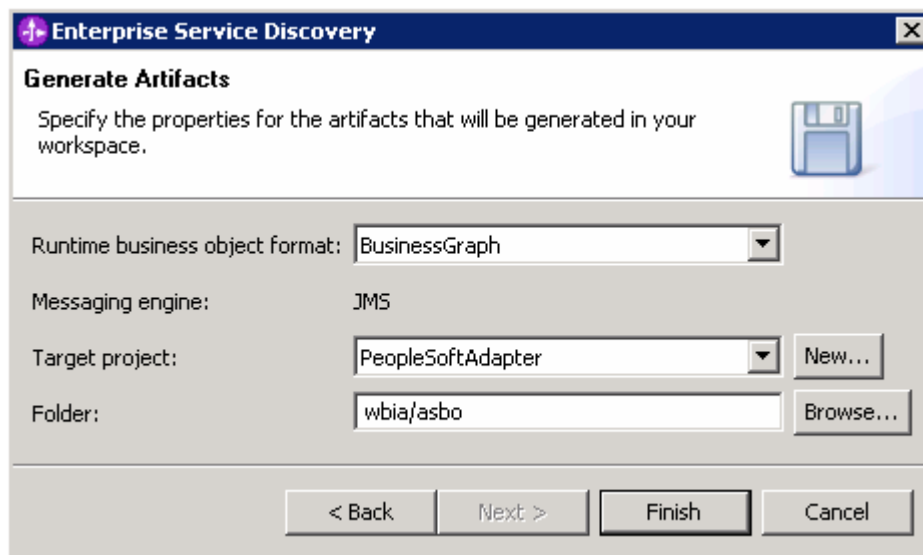 Enterprise Service Discovery
Generate Artifacts
Specify the properties for the artifacts that will be generated in your
workspace.
Runtime business object format: BusinessGraph
Messaging engine: JMS
Target project: PeopleSoftAdapter New...
Folder: wbia/asbo Browse...
< Back Next > Finish Cancel